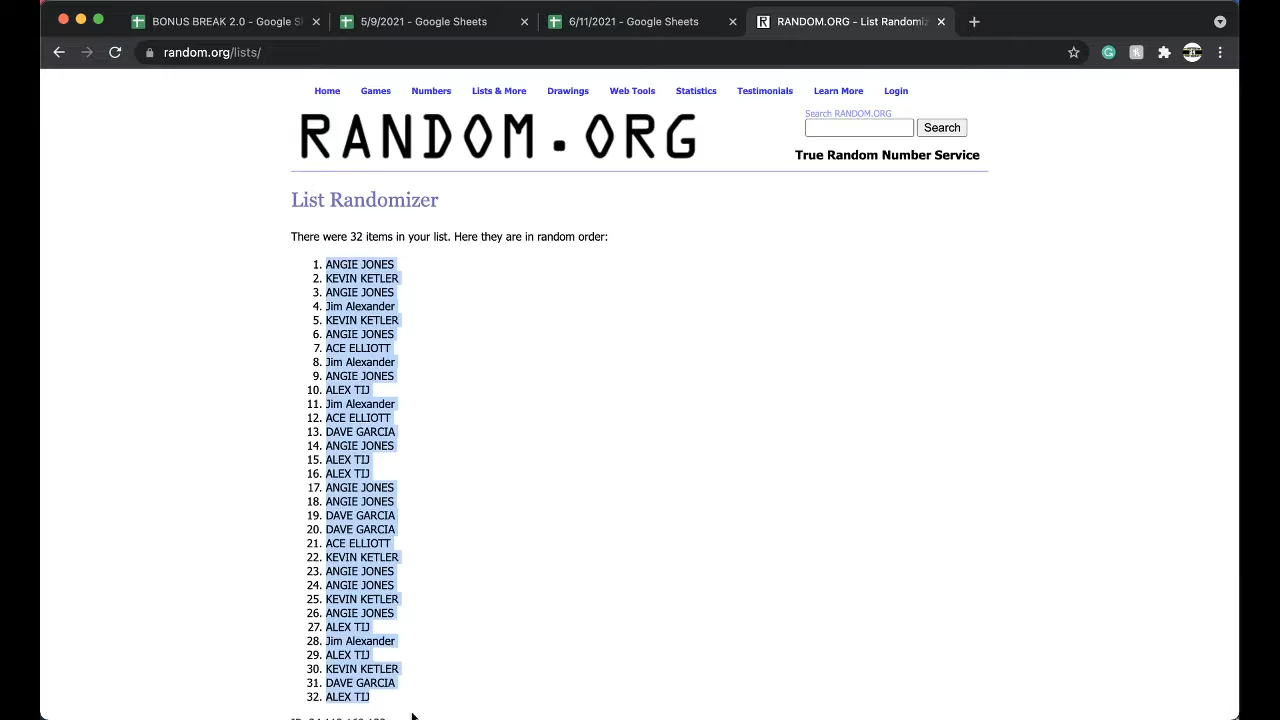 BONUS BREAK 2.0 - Google S
5/9/2021 - Google Sheets
6/11/2021 - Google Sheets
RANDOM.ORG - List Randomiz
random.org/lists/
Home Games Numbers Lists & More Drawings Web Tools Statistics Testimonials Learn More Login
RANDOM.ORG
Search RANDOM.ORG
Search
True Random Number Service
List Randomizer
There were 32 items in your list. Here they are in random order:
1. ANGIE JONES
2. KEVIN KETLER
3. ANGIE JONES
4. Jim Alexander
5. KEVIN KETLER
6. ANGIE JONES
7. ACE ELLIOTT
8. Jim Alexander
9. ANGIE JONES
10. ALEX TIJ
11. Jim Alexander
12. ACE ELLIOTT
13. DAVE GARCIA
14. ANGIE JONES
15. ALEX TIJ
16. ALEX TIJ
17. ANGIE JONES
18. ANGIE JONES
19. DAVE GARCIA
20. DAVE GARCIA
21. ACE ELLIOTT
22. KEVIN KETLER
23. ANGIE JONES
24. ANGIE JONES
25. KEVIN KETLER
26. ANGIE JONES
27. ALEX TIJ
28. Jim Alexander
29. ALEX TIJ
30. KEVIN KETLER
31. DAVE GARCIA
32. ALEX TIJ